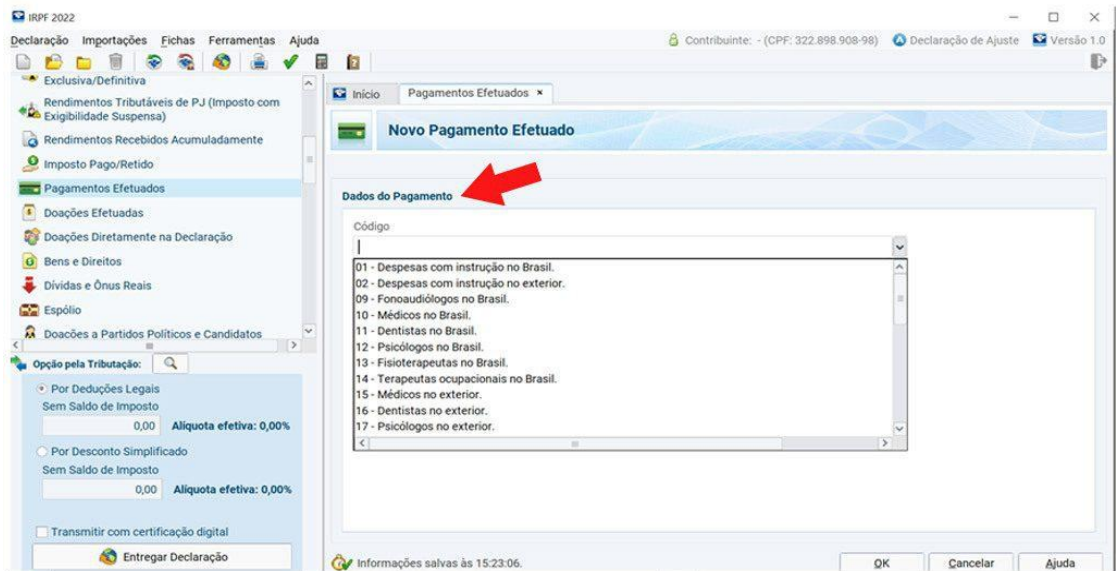 IRPF 2022
Declaração Importações Fichas Ferramentas Ajuda
Contribuinte: - (CPF: 322.898.908-98) Declaração de Ajuste Versão 1.0
Exclusiva/Definitiva
Rendimentos Tributáveis de PJ (Imposto com
Exigibilidade Suspensa)
Rendimentos Recebidos Acumuladamente
Imposto Pago/Retido
Pagamentos Efetuados
Doações Efetuadas
Doações Diretamente na Declaração
Bens e Direitos
Dívidas e Ônus Reais
Espólio
Doações a Partidos Políticos e Candidatos
Opção pela Tributação:
Por Deduções Legais
Sem Saldo de Imposto
0,00 Alíquota efetiva: 0,00%
Por Desconto Simplificado
Sem Saldo de Imposto
0,00 Alíquota efetiva: 0,00%
Transmitir com certificação digital
Entregar Declaração
Início Pagamentos Efetuados ×
Novo Pagamento Efetuado
Dados do Pagamento
Código
01 - Despesas com instrução no Brasil.
02 - Despesas com instrução no exterior.
09 - Fonoaudiólogos no Brasil.
10 - Médicos no Brasil.
11 - Dentistas no Brasil.
12 - Psicólogos no Brasil.
13 - Fisioterapeutas no Brasil.
14 - Terapeutas ocupacionais no Brasil.
15 - Médicos no exterior.
16 - Dentistas no exterior.
17 - Psicólogos no exterior.
Informações salvas às 15:23:06.
OK Cancelar Ajuda